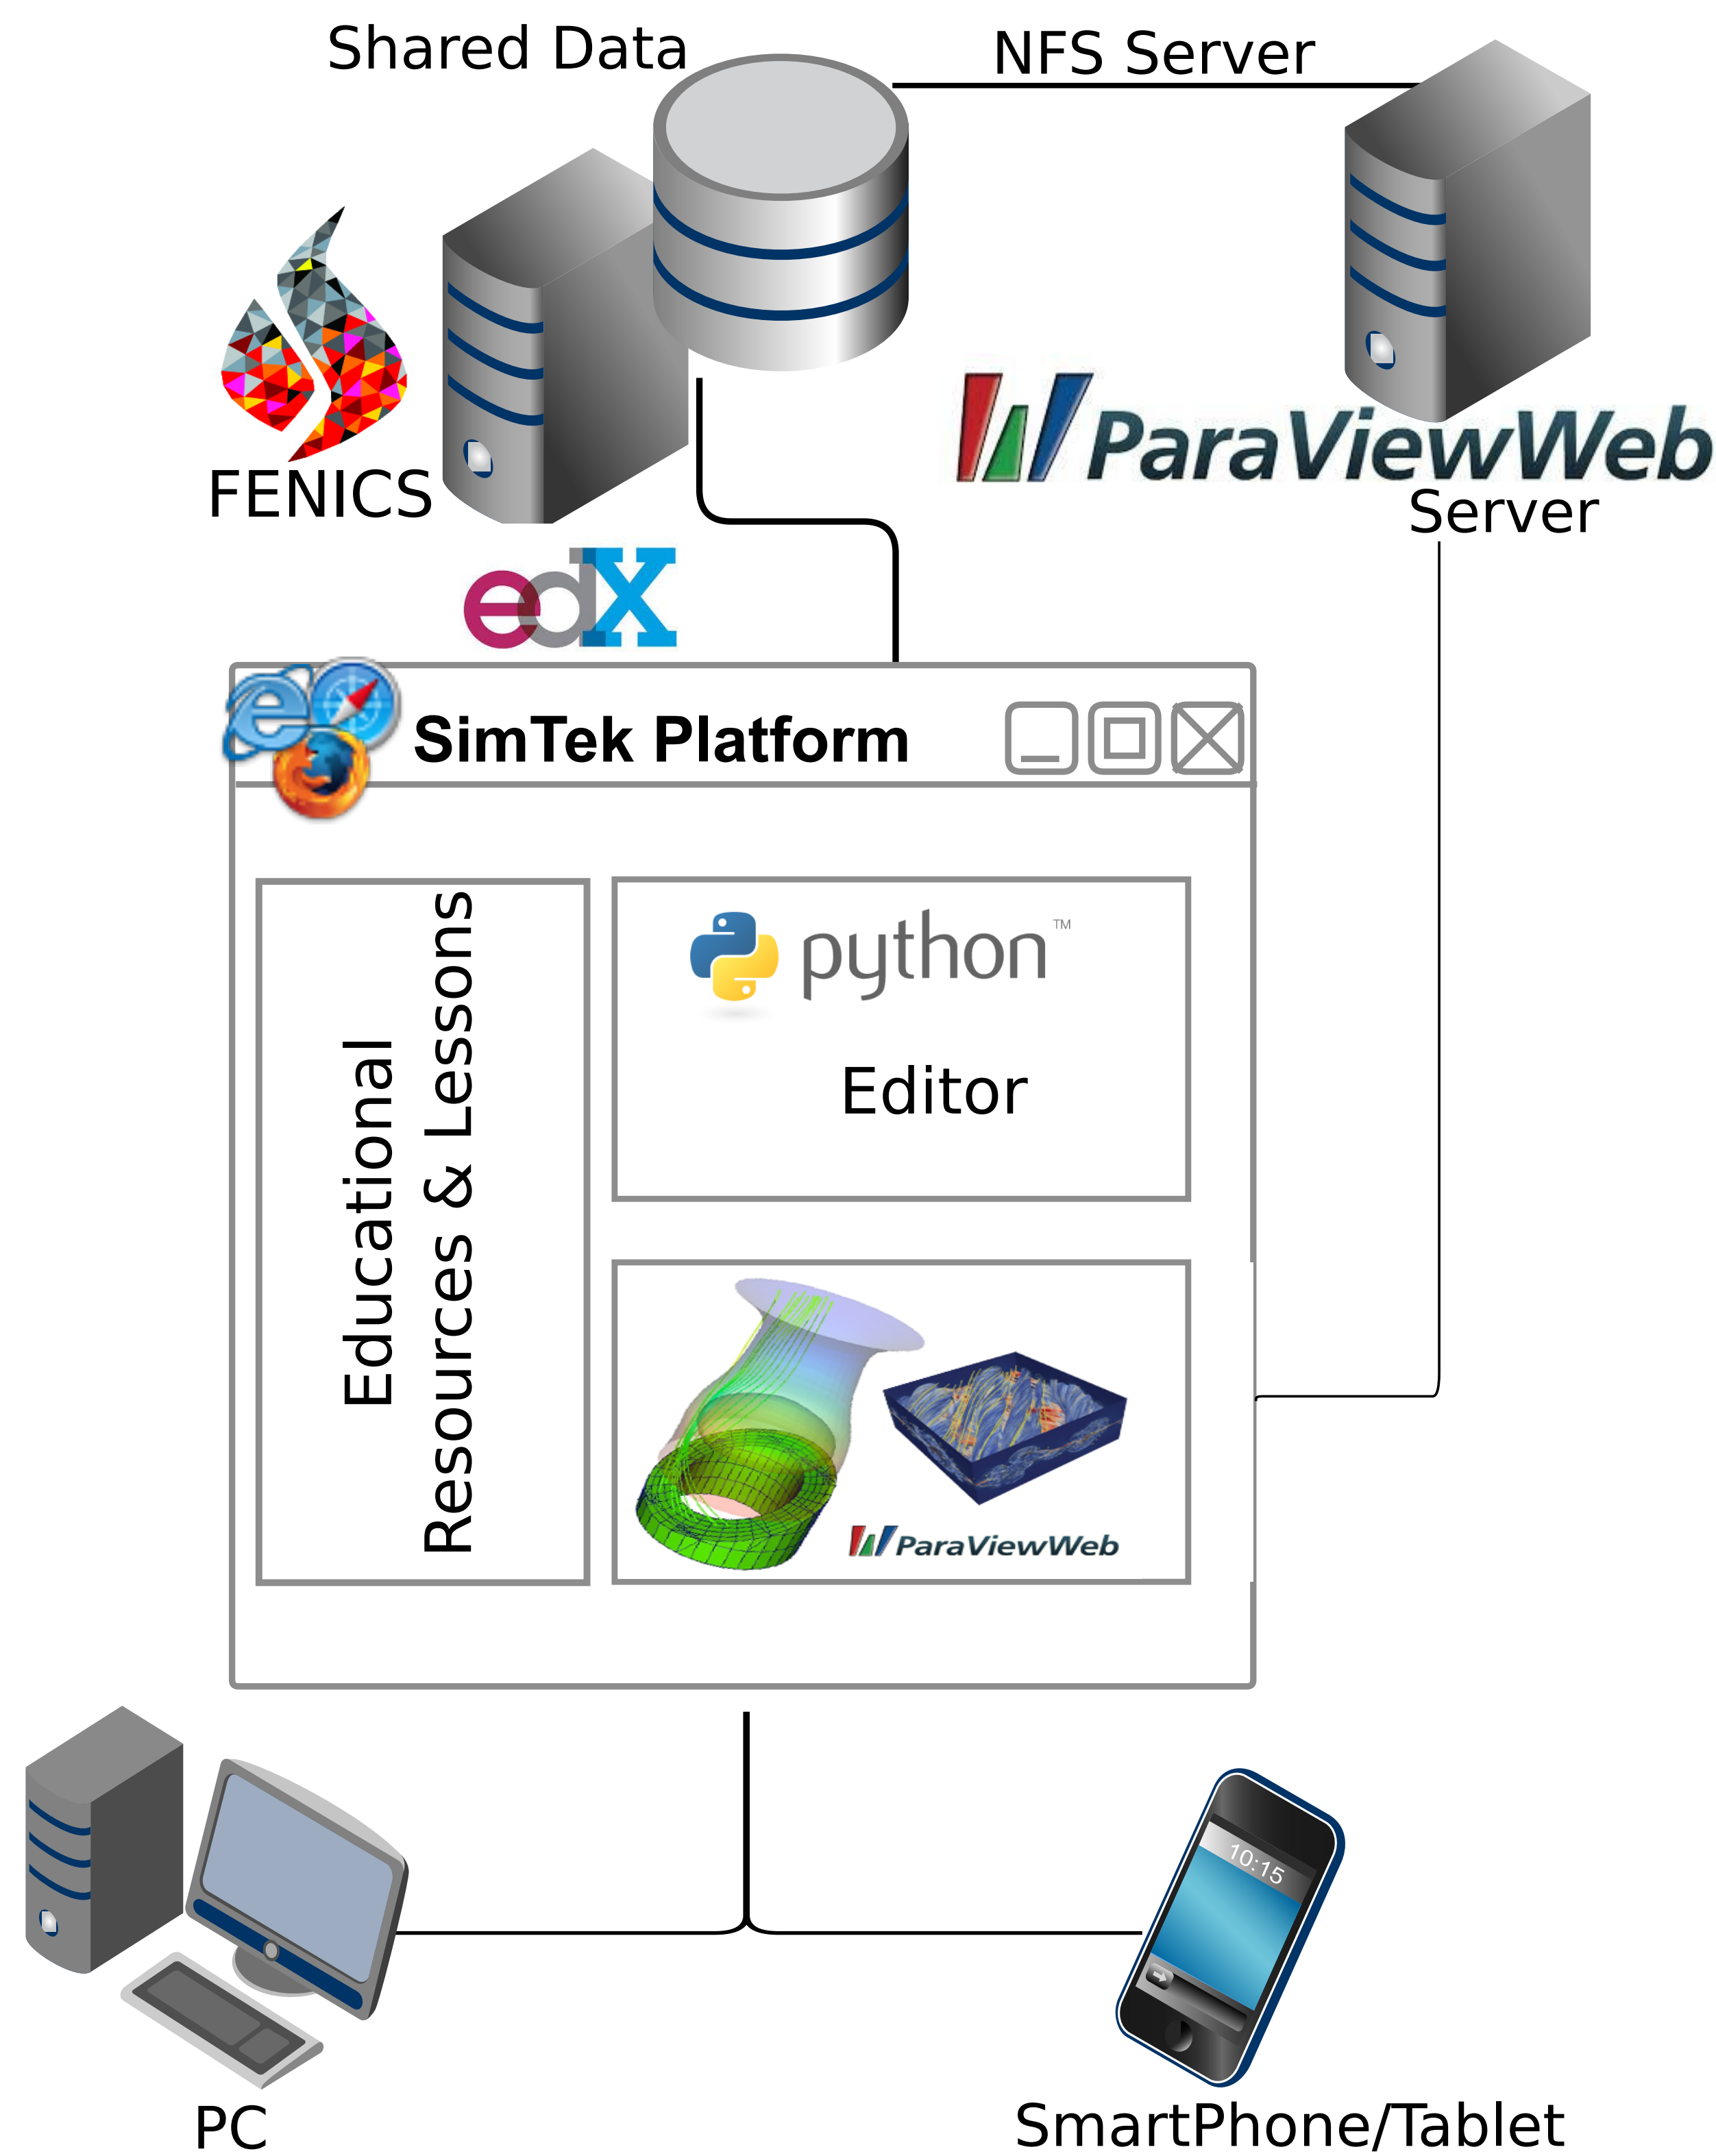 Shared Data
NFS Server
FENICS
ParaViewWeb
Server
edX
SimTek Platform
Educational
Resources & Lessons
python™
Editor
ParaViewWeb
10:15
PC
SmartPhone/Tablet